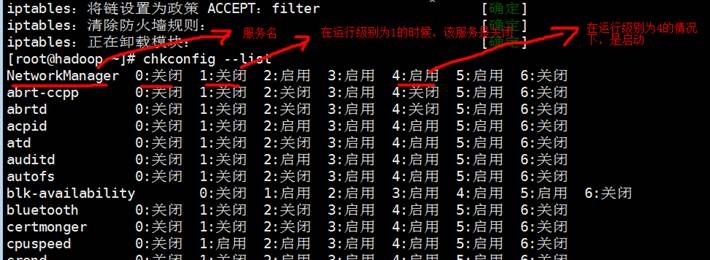 iptables：将链设置为政策 ACCEPT：filter [确定]
iptables：清除防火墙规则： [确定]
服务名
在运行级别为1的时候，该服务是关闭
在运行级别为4的情况下，是启动
iptables：正在卸载模块： [确定]
[root@hadoop ~]# chkconfig --list
NetworkManager 0:关闭 1:关闭 2:启用 3:启用 4:启用 5:启用 6:关闭
abrt-ccpp 0:关闭 1:关闭 2:关闭 3:启用 4:关闭 5:启用 6:关闭
abrtd 0:关闭 1:关闭 2:关闭 3:启用 4:关闭 5:启用 6:关闭
acpid 0:关闭 1:关闭 2:启用 3:启用 4:启用 5:启用 6:关闭
atd 0:关闭 1:关闭 2:关闭 3:启用 4:启用 5:启用 6:关闭
auditd 0:关闭 1:关闭 2:启用 3:启用 4:启用 5:启用 6:关闭
autofs 0:关闭 1:关闭 2:关闭 3:启用 4:启用 5:启用 6:关闭
blk-availability 0:关闭 1:启用 2:启用 3:启用 4:启用 5:启用 6:关闭
bluetooth 0:关闭 1:关闭 2:关闭 3:启用 4:启用 5:启用 6:关闭
certmonger 0:关闭 1:关闭 2:关闭 3:启用 4:启用 5:启用 6:关闭
cpuspeed 0:关闭 1:启用 2:启用 3:启用 4:启用 5:启用 6:关闭